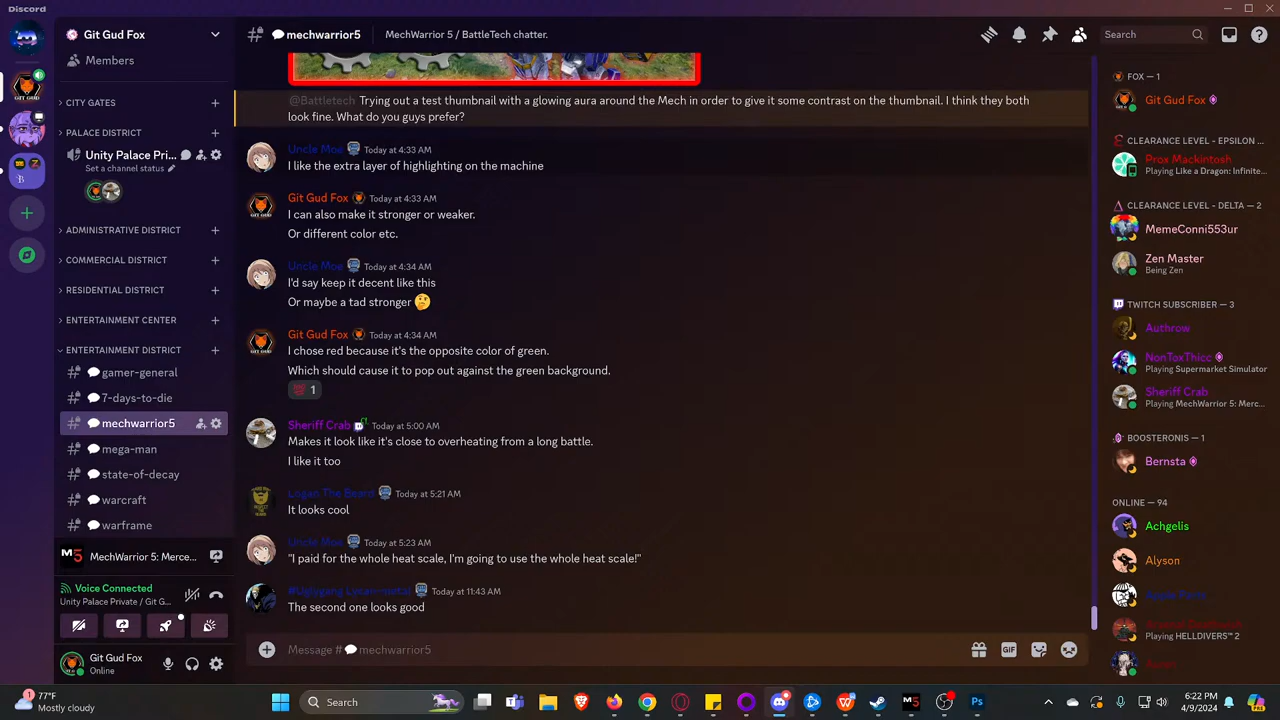 Discord
Git Gud Fox
mechwarrior5
MechWarrior 5 / BattleTech chatter.
Search
Members
CITY GATES
PALACE DISTRICT
Unity Palace Pri...
Set a channel status
ADMINISTRATIVE DISTRICT
COMMERCIAL DISTRICT
RESIDENTIAL DISTRICT
ENTERTAINMENT CENTER
ENTERTAINMENT DISTRICT
gamer-general
7-days-to-die
mechwarrior5
mega-man
state-of-decay
warcraft
warframe
MechWarrior 5: Merce...
Voice Connected
Unity Palace Private / Git G...
Git Gud Fox
Online
@Battletech Trying out a test thumbnail with a glowing aura around the Mech in order to give it some contrast on the thumbnail. I think they both
look fine. What do you guys prefer?
Uncle Moe Today at 4:33 AM
I like the extra layer of highlighting on the machine
Git Gud Fox Today at 4:33 AM
I can also make it stronger or weaker.
Or different color etc.
Uncle Moe Today at 4:34 AM
I'd say keep it decent like this
Or maybe a tad stronger
Git Gud Fox Today at 4:34 AM
I chose red because it's the opposite color of green.
Which should cause it to pop out against the green background.
1
Sheriff Crab Today at 5:00 AM
Makes it look like it's close to overheating from a long battle.
I like it too
Logan The Beard Today at 5:21 AM
It looks cool
Uncle Moe Today at 5:23 AM
"I paid for the whole heat scale, I'm going to use the whole heat scale!"
Today at 11:43 AM
The second one looks good
Message # mechwarrior5
GIF
FOX — 1
Git Gud Fox
CLEARANCE LEVEL - EPSILON ...
Prox Mackintosh
Playing Like a Dragon: Infinite...
CLEARANCE LEVEL - DELTA — 2
MemeConni553ur
Zen Master
Being Zen
TWITCH SUBSCRIBER — 3
Authrow
NonToxThicc
Playing Supermarket Simulator
Sheriff Crab
Playing MechWarrior 5: Merc...
BOOSTERONIS — 1
Bernsta
ONLINE — 94
Achgelis
Alyson
Playing HELLDIVERS™ 2
1
77°F
Mostly cloudy
Search
6:22 PM
4/9/2024